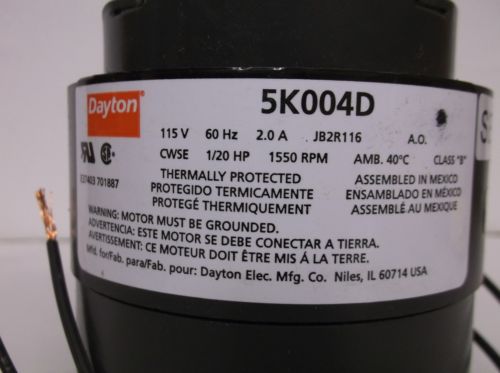 Dayton
5K004D
115 V 60 Hz 2.0 A JB2R116 A.O.
CWSE 1/20 HP 1550 RPM AMB. 40°C CLASS "B"
E37403 701887
THERMALLY PROTECTED ASSEMBLED IN MEXICO
PROTEGIDO TERMICAMENTE ENSAMBLADO EN MÉXICO
PROTEGÉ THERMIQUEMENT ASSEMBLÉ AU MEXIQUE
WARNING: MOTOR MUST BE GROUNDED.
ADVERTENCIA: ESTE MOTOR SE DEBE CONECTAR A TIERRA.
AVERTISSEMENT: CE MOTEUR DOIT ÊTRE MIS Á LA TERRE.
Mfd. for/Fab. para/Fab. pour: Dayton Elec. Mfg. Co. Niles, IL 60714 USA